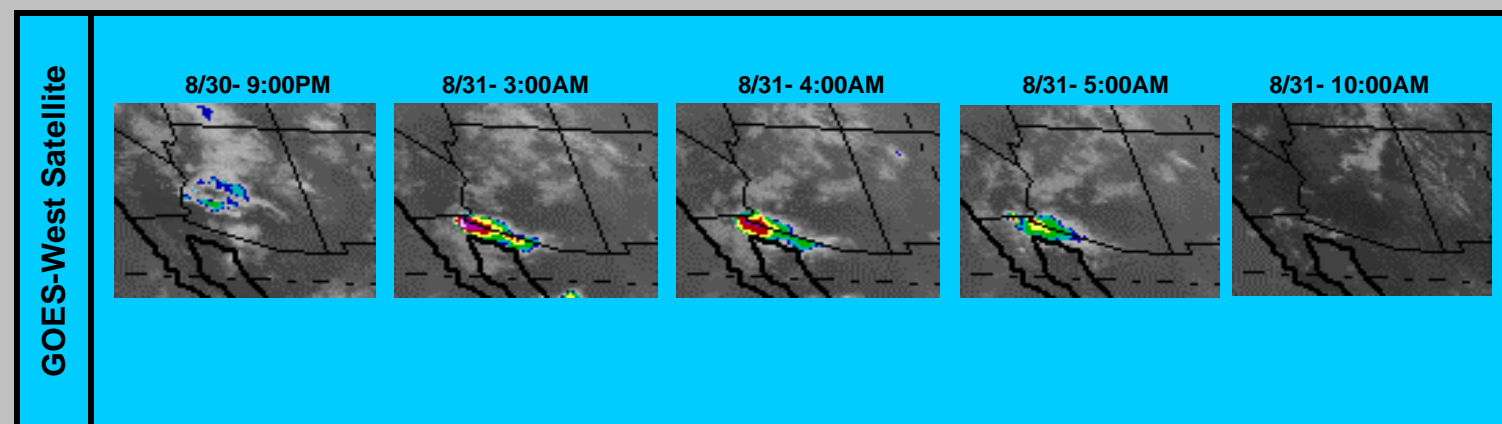 GOES-West Satellite
8/30- 9:00PM
8/31- 3:00AM
8/31- 4:00AM
8/31- 5:00AM
8/31- 10:00AM